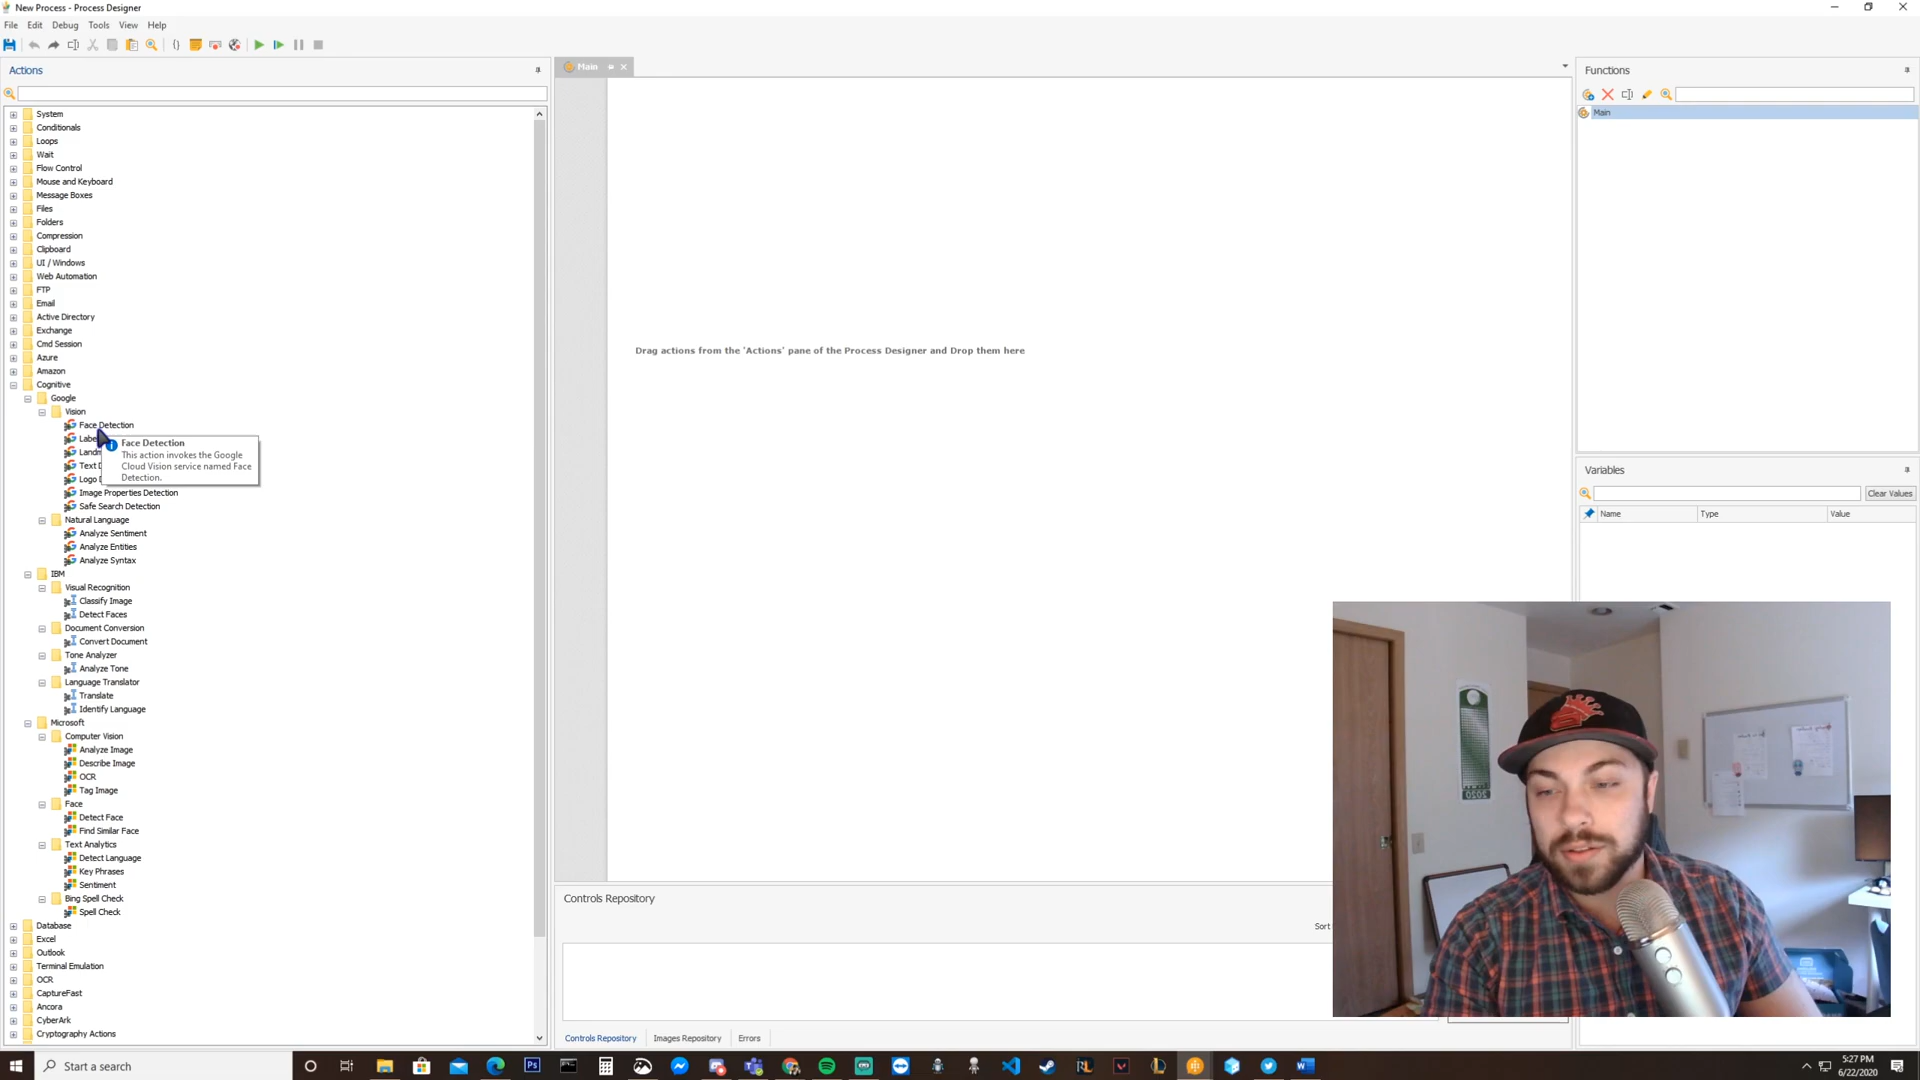 New Process - Process Designer
File Edit Debug Tools View Help
Actions
System
Conditionals
Loops
Wait
Flow Control
Mouse and Keyboard
Message Boxes
Files
Folders
Compression
Clipboard
UI / Windows
Web Automation
FTP
Email
Active Directory
Exchange
Cmd Session
Azure
Amazon
Cognitive
Google
Vision
Face Detection
Face Detection
This action invokes the Google
Cloud Vision service named Face
Detection.
Image Properties Detection
Safe Search Detection
Natural Language
Analyze Sentiment
Analyze Entities
Analyze Syntax
IBM
Visual Recognition
Classify Image
Detect Faces
Document Conversion
Convert Document
Tone Analyzer
Analyze Tone
Language Translator
Translate
Identify Language
Microsoft
Computer Vision
Analyze Image
Describe Image
OCR
Tag Image
Face
Detect Face
Find Similar Face
Text Analytics
Detect Language
Key Phrases
Sentiment
Bing Spell Check
Spell Check
Database
Excel
Outlook
Terminal Emulation
OCR
CaptureFast
Ancora
CyberArk
Cryptography Actions
Main
Drag actions from the 'Actions' pane of the Process Designer and Drop them here
Controls Repository
Sort
Controls Repository Images Repository Errors
Functions
Main
Variables
Clear Values
Name Type Value
2020
Start a search
5:27 PM
6/22/2020